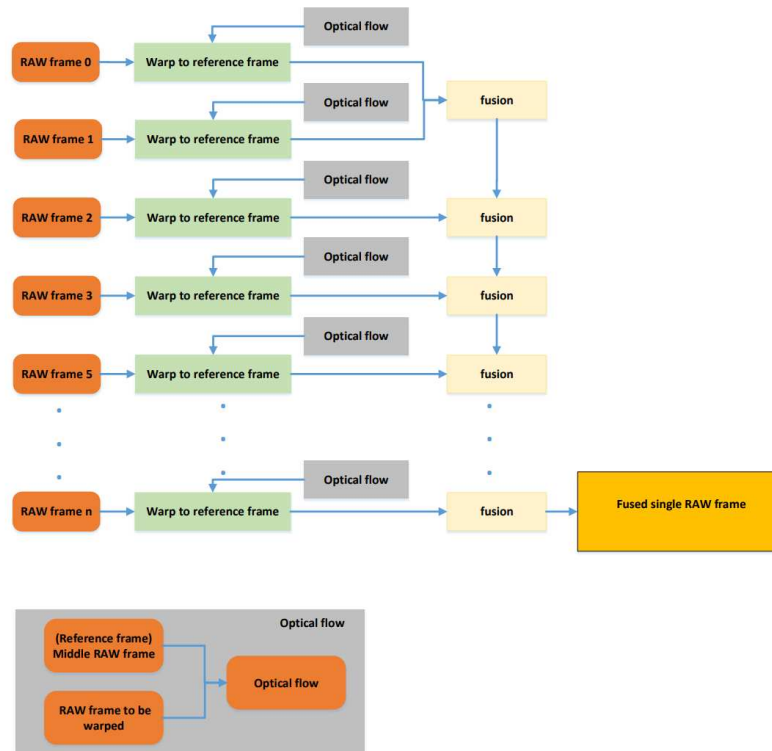 Optical flow
RAW frame 0
Warp to reference frame
Optical flow
fusion
RAW frame 1
Warp to reference frame
Optical flow
RAW frame 2
Warp to reference frame
fusion
Optical flow
RAW frame 3
Warp to reference frame
fusion
Optical flow
RAW frame 5
Warp to reference frame
fusion
Optical flow
RAW frame n
Warp to reference frame
fusion
Fused single RAW frame
Optical flow
(Reference frame)
Middle RAW frame
Optical flow
RAW frame to be
warped